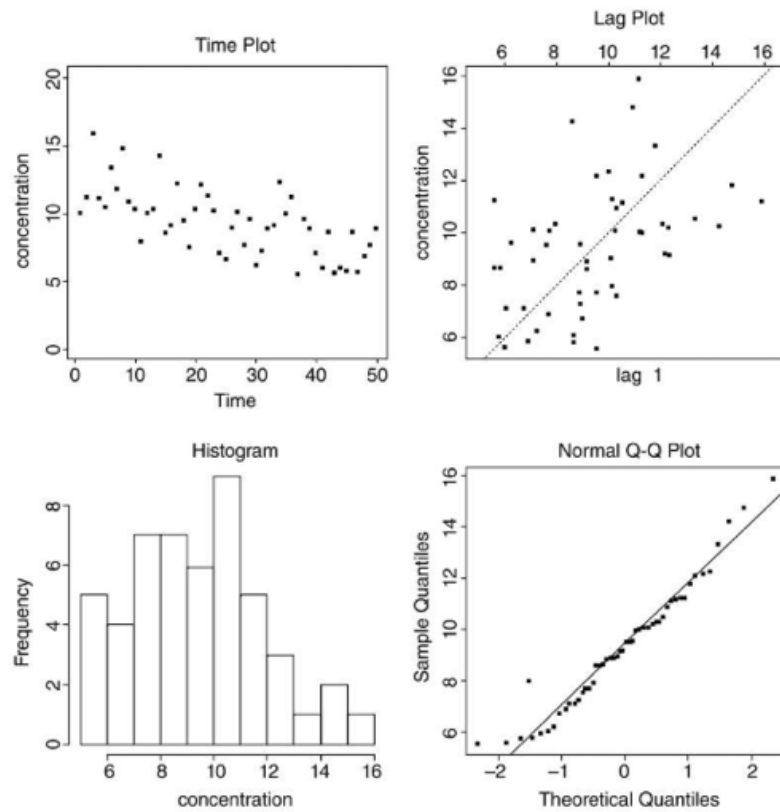 Time Plot
20
15
10
5
0
concentration
0 10 20 30 40 50
Time
Lag Plot
6 8 10 12 14 16
16
14
12
10
8
6
concentration
lag 1
Histogram
8
6
4
2
0
Frequency
6 8 10 12 14 16
concentration
Normal Q-Q Plot
16
14
12
10
8
6
Sample Quantiles
−2 −1 0 1 2
Theoretical Quantiles